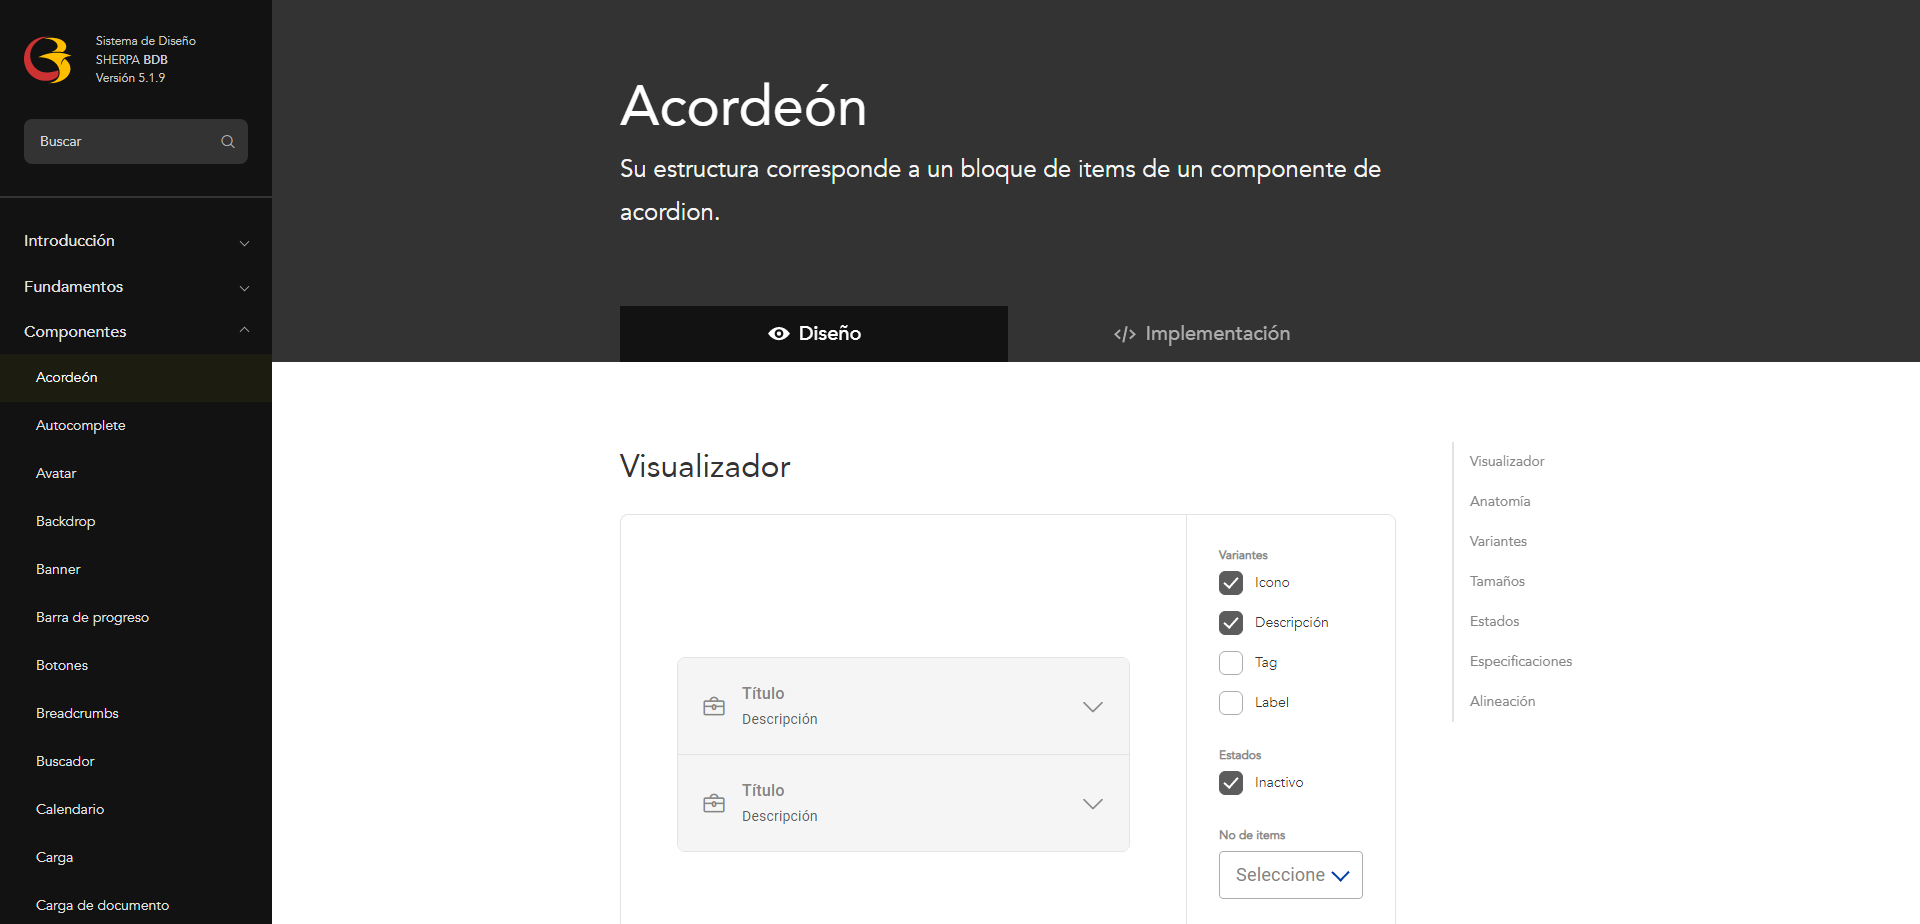 Sistema de Diseño
SHERPA BDB
Versión 5.1.9
Buscar
Introducción
Fundamentos
Componentes
Acordeón
Autocomplete
Avatar
Backdrop
Banner
Barra de progreso
Botones
Breadcrumbs
Buscador
Calendario
Carga
Carga de documento
Acordeón
Su estructura corresponde a un bloque de items de un componente de
acordion.
Diseño
</> Implementación
Visualizador
Título
Descripción
Título
Descripción
Variantes
Icono
Descripción
Tag
Label
Estados
Inactivo
No de items
Seleccione
Visualizador
Anatomía
Variantes
Tamaños
Estados
Especificaciones
Alineación